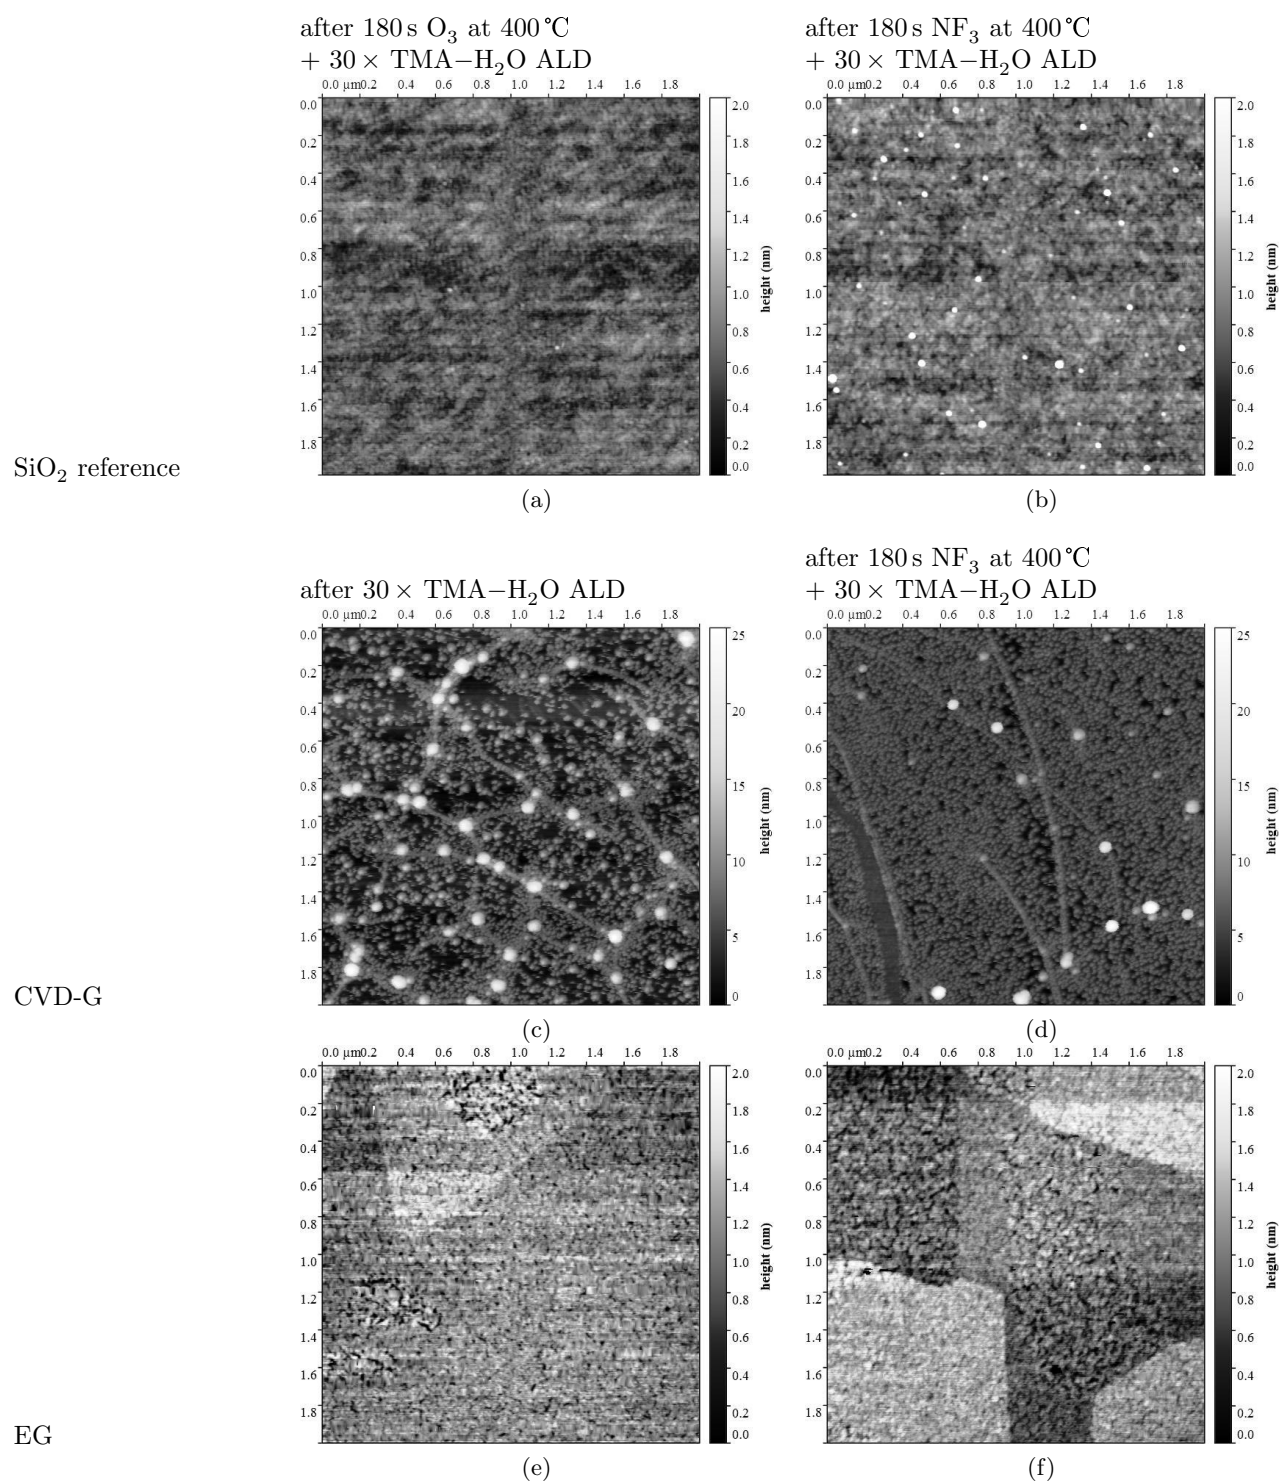 after 180 s O3 at 400 °C
+ 30 × TMA−H2O ALD
after 180 s NF3 at 400 °C
+ 30 × TMA−H2O ALD
0.0 µm 0.2 0.4 0.6 0.8 1.0 1.2 1.4 1.6 1.8
0.0 0.2 0.4 0.6 0.8 1.0 1.2 1.4 1.6 1.8
2.0 1.8 1.6 1.4 1.2 1.0 0.8 0.6 0.4 0.2 0.0
height (nm)
0.0 µm 0.2 0.4 0.6 0.8 1.0 1.2 1.4 1.6 1.8
0.0 0.2 0.4 0.6 0.8 1.0 1.2 1.4 1.6 1.8
2.0 1.8 1.6 1.4 1.2 1.0 0.8 0.6 0.4 0.2 0.0
height (nm)
SiO2 reference
(a)
(b)
after 30 × TMA−H2O ALD
after 180 s NF3 at 400 °C
+ 30 × TMA−H2O ALD
0.0 µm 0.2 0.4 0.6 0.8 1.0 1.2 1.4 1.6 1.8
0.0 0.2 0.4 0.6 0.8 1.0 1.2 1.4 1.6 1.8
25 20 15 10 5 0
height (nm)
0.0 µm 0.2 0.4 0.6 0.8 1.0 1.2 1.4 1.6 1.8
0.0 0.2 0.4 0.6 0.8 1.0 1.2 1.4 1.6 1.8
25 20 15 10 5 0
height (nm)
CVD-G
(c)
(d)
0.0 µm 0.2 0.4 0.6 0.8 1.0 1.2 1.4 1.6 1.8
0.0 0.2 0.4 0.6 0.8 1.0 1.2 1.4 1.6 1.8
2.0 1.8 1.6 1.4 1.2 1.0 0.8 0.6 0.4 0.2 0.0
height (nm)
0.0 µm 0.2 0.4 0.6 0.8 1.0 1.2 1.4 1.6 1.8
0.0 0.2 0.4 0.6 0.8 1.0 1.2 1.4 1.6 1.8
2.0 1.8 1.6 1.4 1.2 1.0 0.8 0.6 0.4 0.2 0.0
height (nm)
EG
(e)
(f)